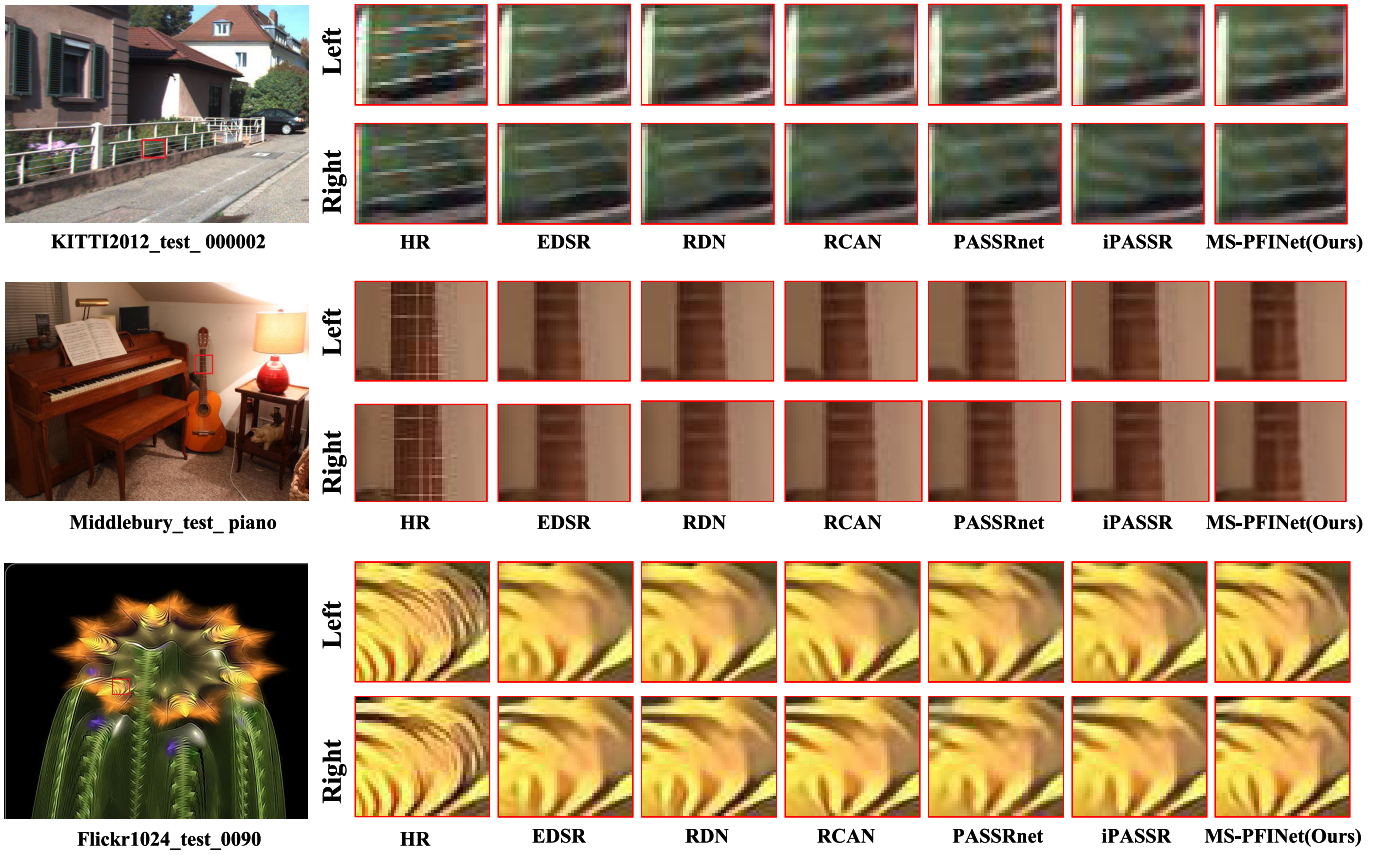 Left
Right
KITTI2012_test_ 000002
HR EDSR RDN RCAN PASSRnet iPASSR MS-PFINet(Ours)
Left
Right
Middlebury_test_ piano
HR EDSR RDN RCAN PASSRnet iPASSR MS-PFINet(Ours)
Left
Right
Flickr1024_test_0090
HR EDSR RDN RCAN PASSRnet iPASSR MS-PFINet(Ours)